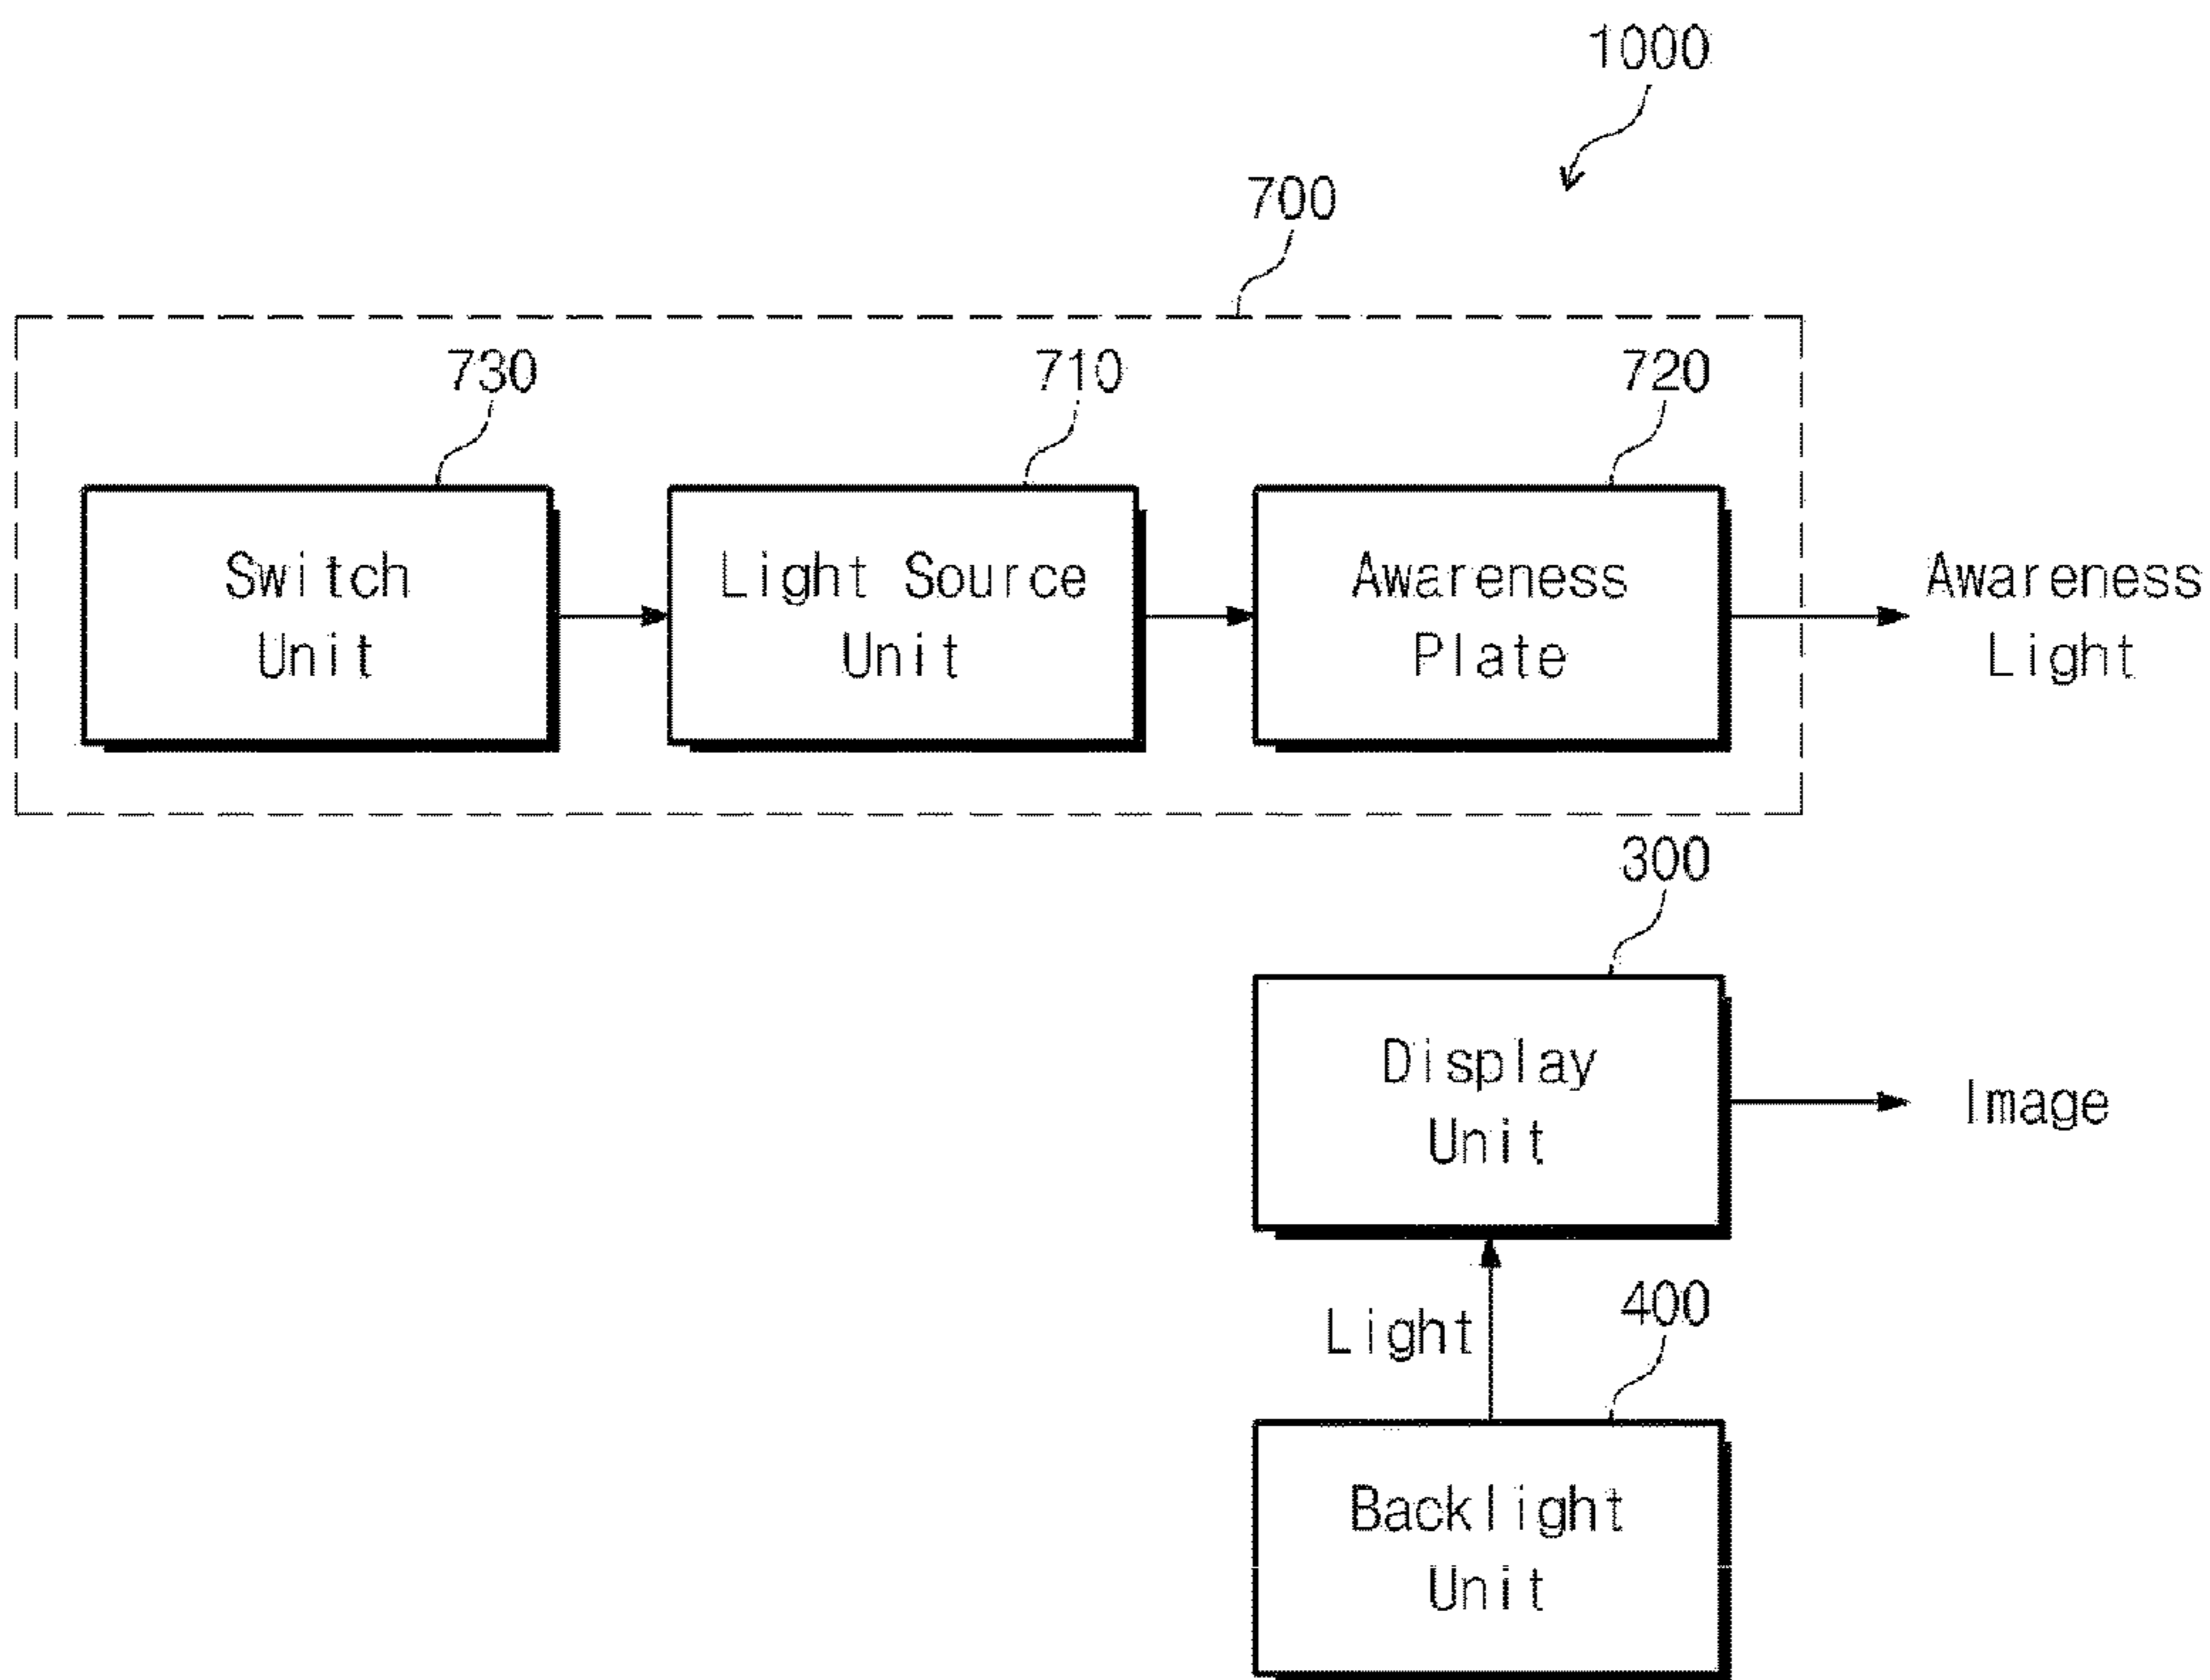 1000
700
730
710
720
Switch
Unit
Light Source
Unit
Awareness
Plate
Awareness
Light
300
Display
Unit
Image
Light
400
Backlight
Unit